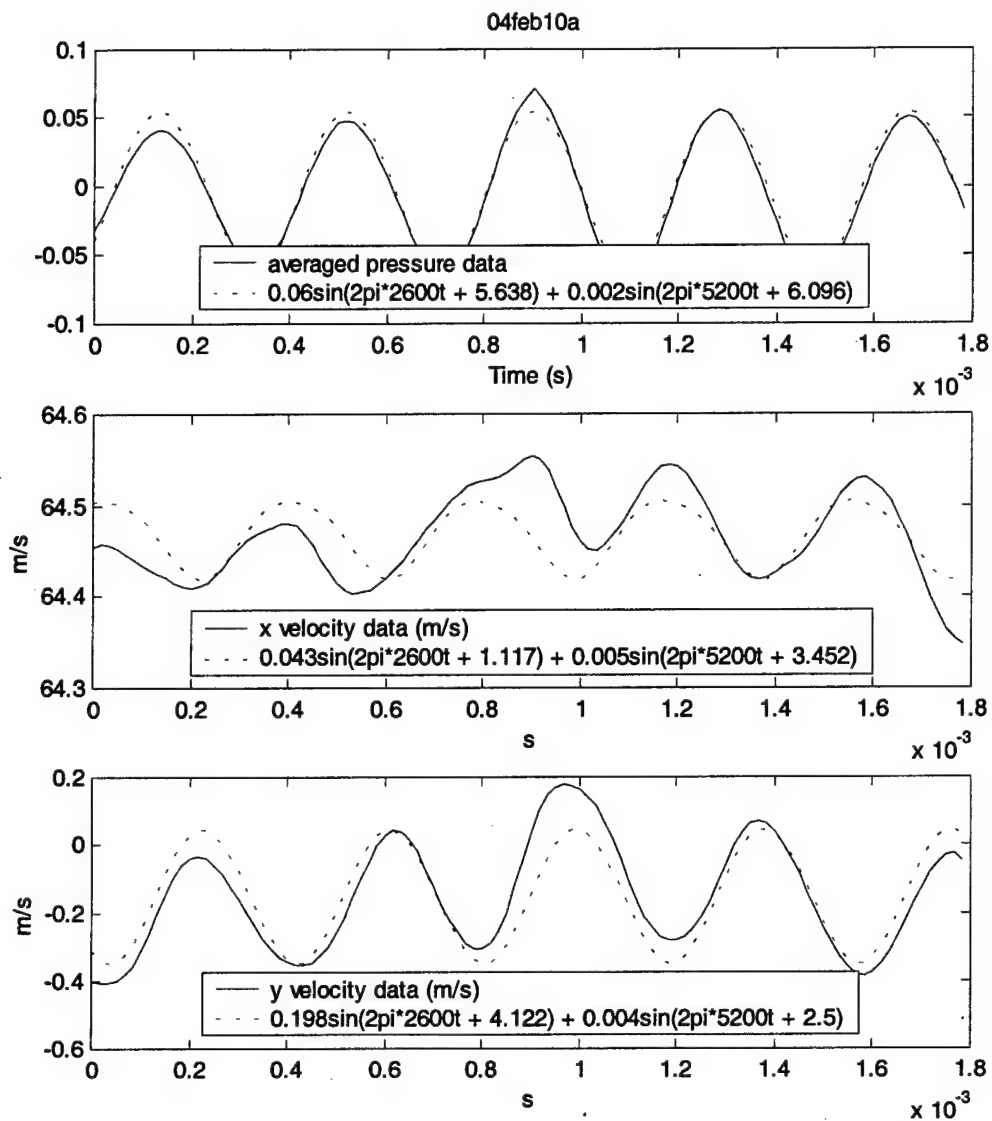 04feb10a
0.1
0.05
0
-0.05
-0.1
averaged pressure data
0.06sin(2pi*2600t + 5.638) + 0.002sin(2pi*5200t + 6.096)
0 0.2 0.4 0.6 0.8 1 1.2 1.4 1.6 1.8
Time (s)
x 10⁻³
64.6
64.5
64.4
64.3
m/s
x velocity data (m/s)
0.043sin(2pi*2600t + 1.117) + 0.005sin(2pi*5200t + 3.452)
0 0.2 0.4 0.6 0.8 1 1.2 1.4 1.6 1.8
s
x 10⁻³
0.2
0
-0.2
-0.4
-0.6
m/s
y velocity data (m/s)
0.198sin(2pi*2600t + 4.122) + 0.004sin(2pi*5200t + 2.5)
0 0.2 0.4 0.6 0.8 1 1.2 1.4 1.6 1.8
s
x 10⁻³